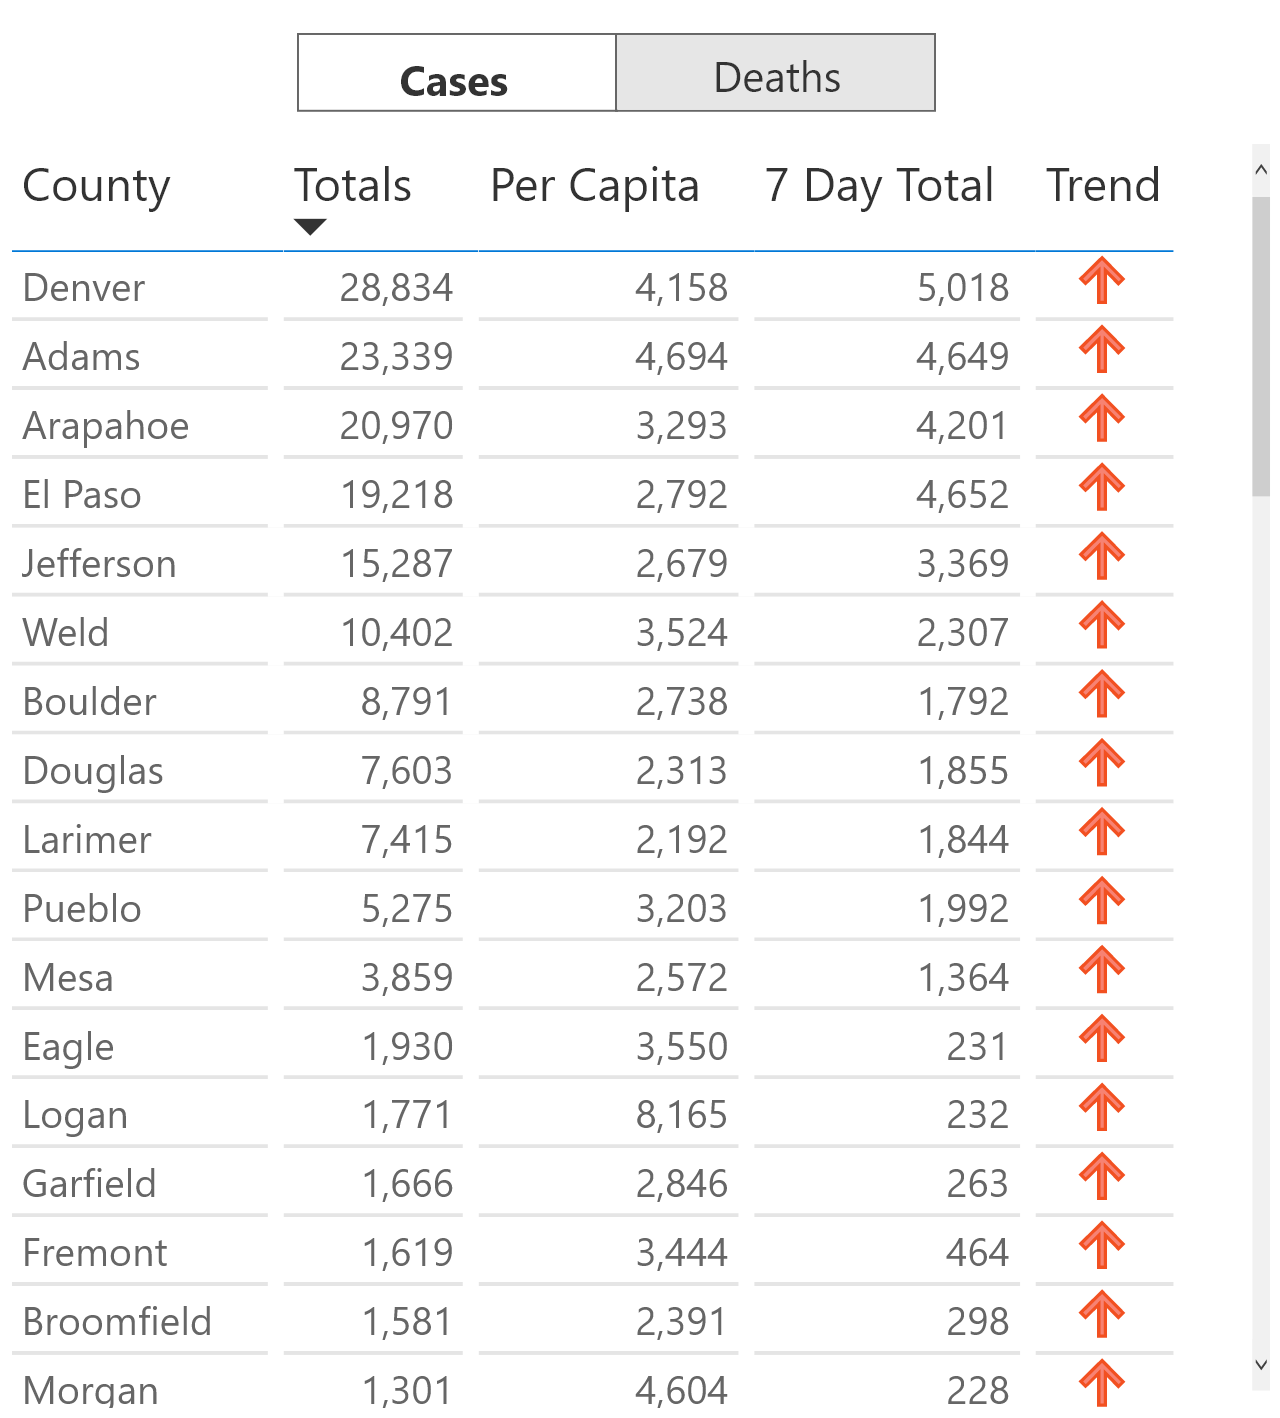 Cases Deaths
County Totals Per Capita 7 Day Total Trend
Denver 28,834 4,158 5,018
Adams 23,339 4,694 4,649
Arapahoe 20,970 3,293 4,201
El Paso 19,218 2,792 4,652
Jefferson 15,287 2,679 3,369
Weld 10,402 3,524 2,307
Boulder 8,791 2,738 1,792
Douglas 7,603 2,313 1,855
Larimer 7,415 2,192 1,844
Pueblo 5,275 3,203 1,992
Mesa 3,859 2,572 1,364
Eagle 1,930 3,550 231
Logan 1,771 8,165 232
Garfield 1,666 2,846 263
Fremont 1,619 3,444 464
Broomfield 1,581 2,391 298
Morgan 1,301 4,604 228